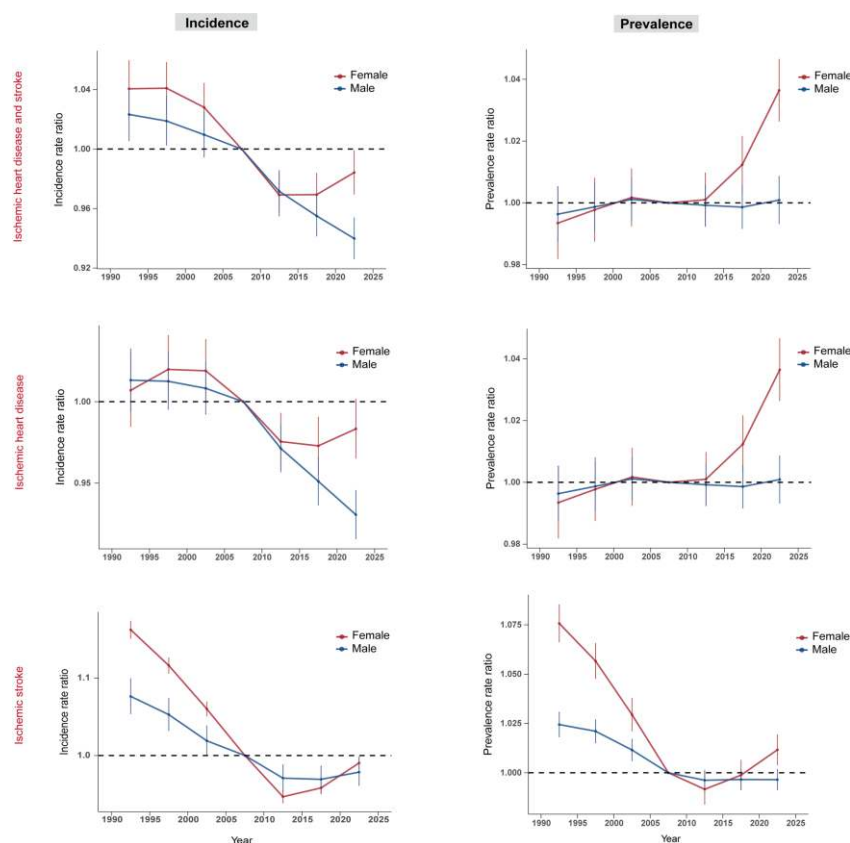 Incidence
Prevalence
Ischemic heart disease and stroke
Incidence rate ratio
1.04
1.00
0.96
0.92
1990 1995 2000 2005 2010 2015 2020 2025
Female
Male
Prevalence rate ratio
1.04
1.02
1.00
0.98
1990 1995 2000 2005 2010 2015 2020 2025
Female
Male
Ischemic heart disease
Incidence rate ratio
1.00
0.95
1990 1995 2000 2005 2010 2015 2020 2025
Female
Male
Prevalence rate ratio
1.04
1.02
1.00
0.98
1990 1995 2000 2005 2010 2015 2020 2025
Female
Male
Ischemic stroke
Incidence rate ratio
1.1
1.0
1990 1995 2000 2005 2010 2015 2020 2025
Year
Female
Male
Prevalence rate ratio
1.075
1.050
1.025
1.000
1990 1995 2000 2005 2010 2015 2020 2025
Year
Female
Male